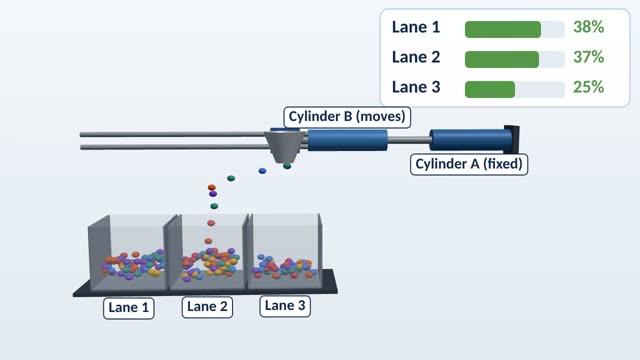 Lane 1 38%
Lane 2 37%
Lane 3 25%
Cylinder B (moves)
Cylinder A (fixed)
Lane 1
Lane 2
Lane 3